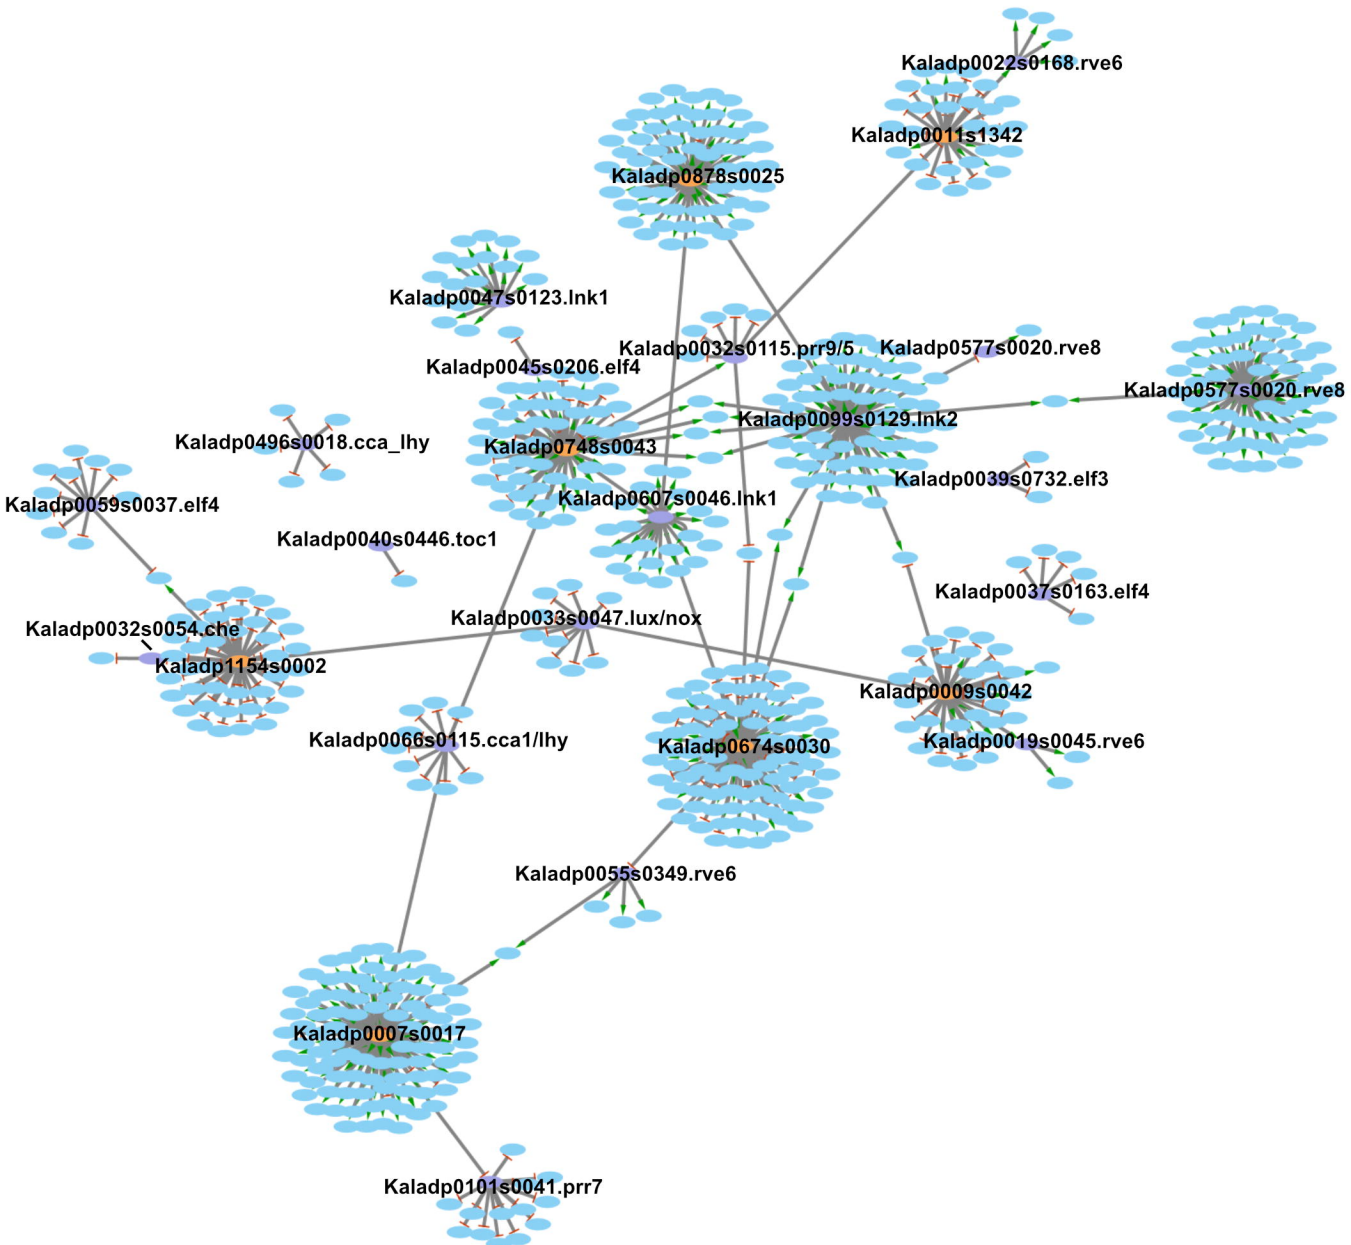 Kaladp0022s0168.rve6
Kaladp0011s1342
Kaladp0878s0025
Kaladp0047s0123.lnk1
Kaladp0032s0115.prr9/5
Kaladp0577s0020.rve8
Kaladp0045s0206.elf4
Kaladp0577s0020.rve8
Kaladp0099s0129.lnk2
Kaladp0496s0018.cca_lhy
Kaladp0748s0043
Kaladp0039s0732.elf3
Kaladp0607s0046.lnk1
Kaladp0059s0037.elf4
Kaladp0040s0446.toc1
Kaladp0037s0163.elf4
Kaladp0033s0047.lux/nox
Kaladp0032s0054.che
Kaladp1154s0002
Kaladp0009s0042
Kaladp0066s0115.cca1/lhy
Kaladp0019s0045.rve6
Kaladp0674s0030
Kaladp0055s0349.rve6
Kaladp0007s0017
Kaladp0101s0041.prr7